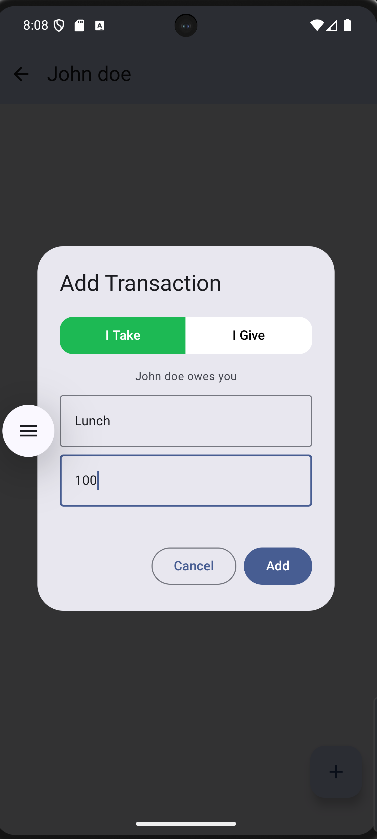 8:08 A
John doe
Add Transaction
I Take I Give
John doe owes you
Lunch
100
Cancel Add